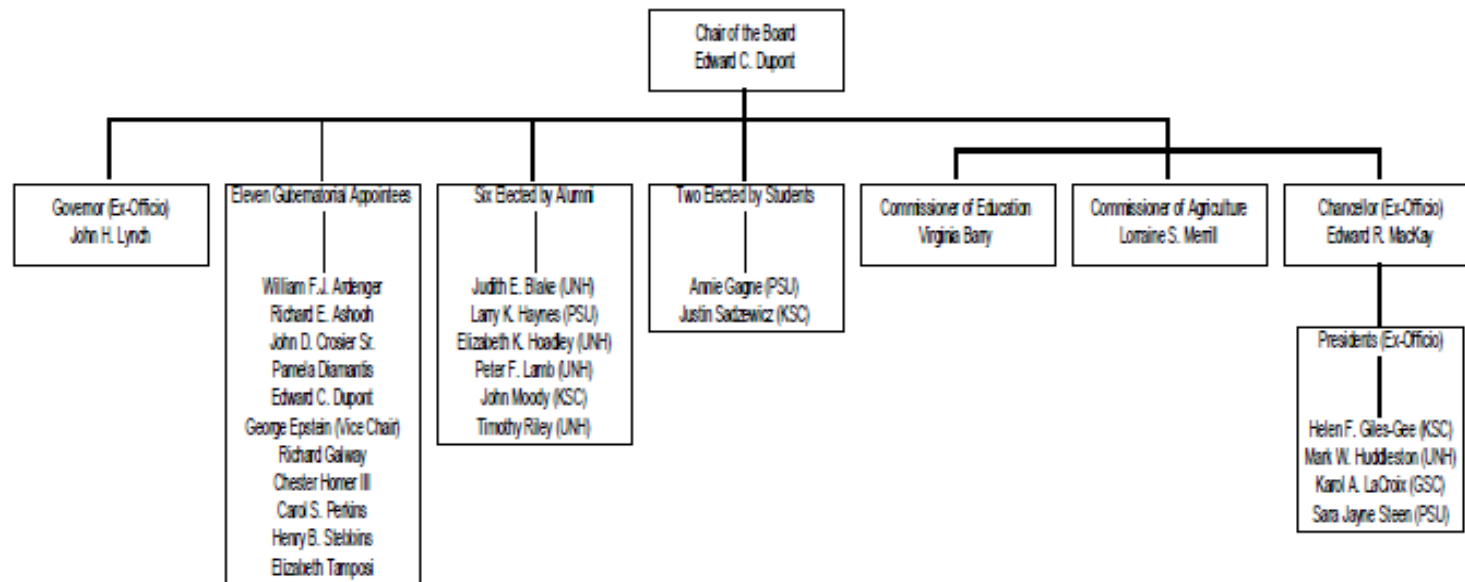 Chair of the Board
Edward C. Dupont
Governor (Ex-Officio)
John H. Lynch
Eleven Gubernatorial Appointees
William F.J. Ardenger
Richard E. Ashooh
John D. Crosier Sr.
Pamela Diamantis
Edward C. Dupont
George Epstein (Vice Chair)
Richard Galway
Chester Homer III
Carol S. Perkins
Henry B. Stebbins
Elizabeth Tamposi
Six Elected by Alumni
Judith E. Blake (UNH)
Larry K. Haynes (PSU)
Elizabeth K. Hoadley (UNH)
Peter F. Lamb (UNH)
John Moody (KSC)
Timothy Riley (UNH)
Two Elected by Students
Annie Gagne (PSU)
Justin Sadzewicz (KSC)
Commissioner of Education
Virginia Barry
Commissioner of Agriculture
Lorraine S. Merrill
Chancellor (Ex-Officio)
Edward R. MacKay
Presidents (Ex-Officio)
Helen F. Giles-Gee (KSC)
Mark W. Huddleston (UNH)
Karol A. LaCroix (GSC)
Sara Jayne Steen (PSU)